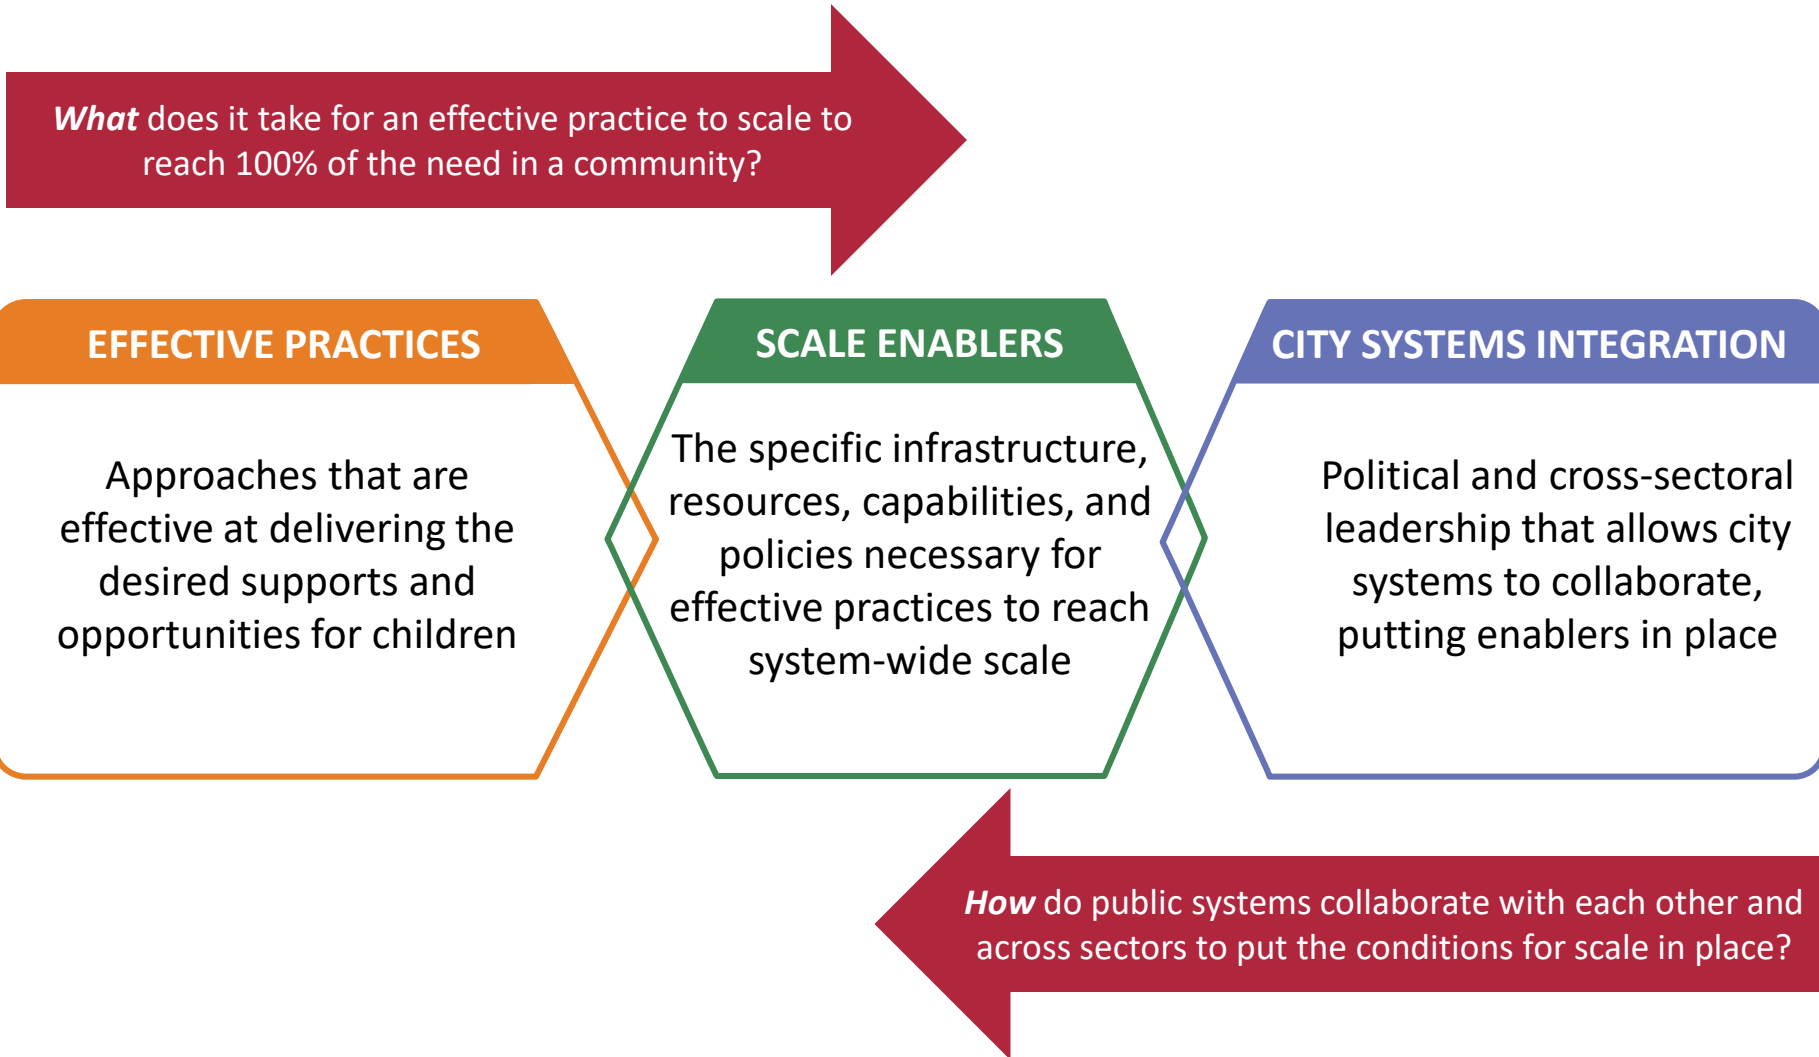 What does it take for an effective practice to scale to
reach 100% of the need in a community?
EFFECTIVE PRACTICES
Approaches that are
effective at delivering the
desired supports and
opportunities for children
SCALE ENABLERS
The specific infrastructure,
resources, capabilities, and
policies necessary for
effective practices to reach
system-wide scale
CITY SYSTEMS INTEGRATION
Political and cross-sectoral
leadership that allows city
systems to collaborate,
putting enablers in place
How do public systems collaborate with each other and
across sectors to put the conditions for scale in place?